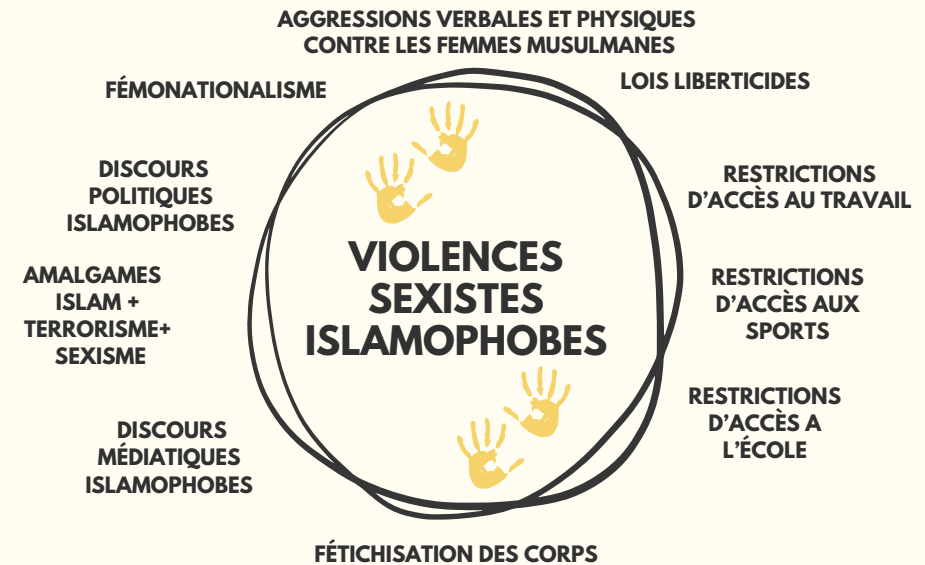 AGGRESSIONS VERBALES ET PHYSIQUES
CONTRE LES FEMMES MUSULMANES
FÉMONATIONALISME
LOIS LIBERTICIDES
DISCOURS
POLITIQUES
ISLAMOPHOBES
RESTRICTIONS
D'ACCÈS AU TRAVAIL
VIOLENCES
SEXISTES
ISLAMOPHOBES
AMALGAMES
ISLAM +
TERRORISME+
SEXISME
RESTRICTIONS
D'ACCÈS AUX
SPORTS
DISCOURS
MÉDIATIQUES
ISLAMOPHOBES
RESTRICTIONS
D'ACCÈS A
L'ÉCOLE
FÉTICHISATION DES CORPS